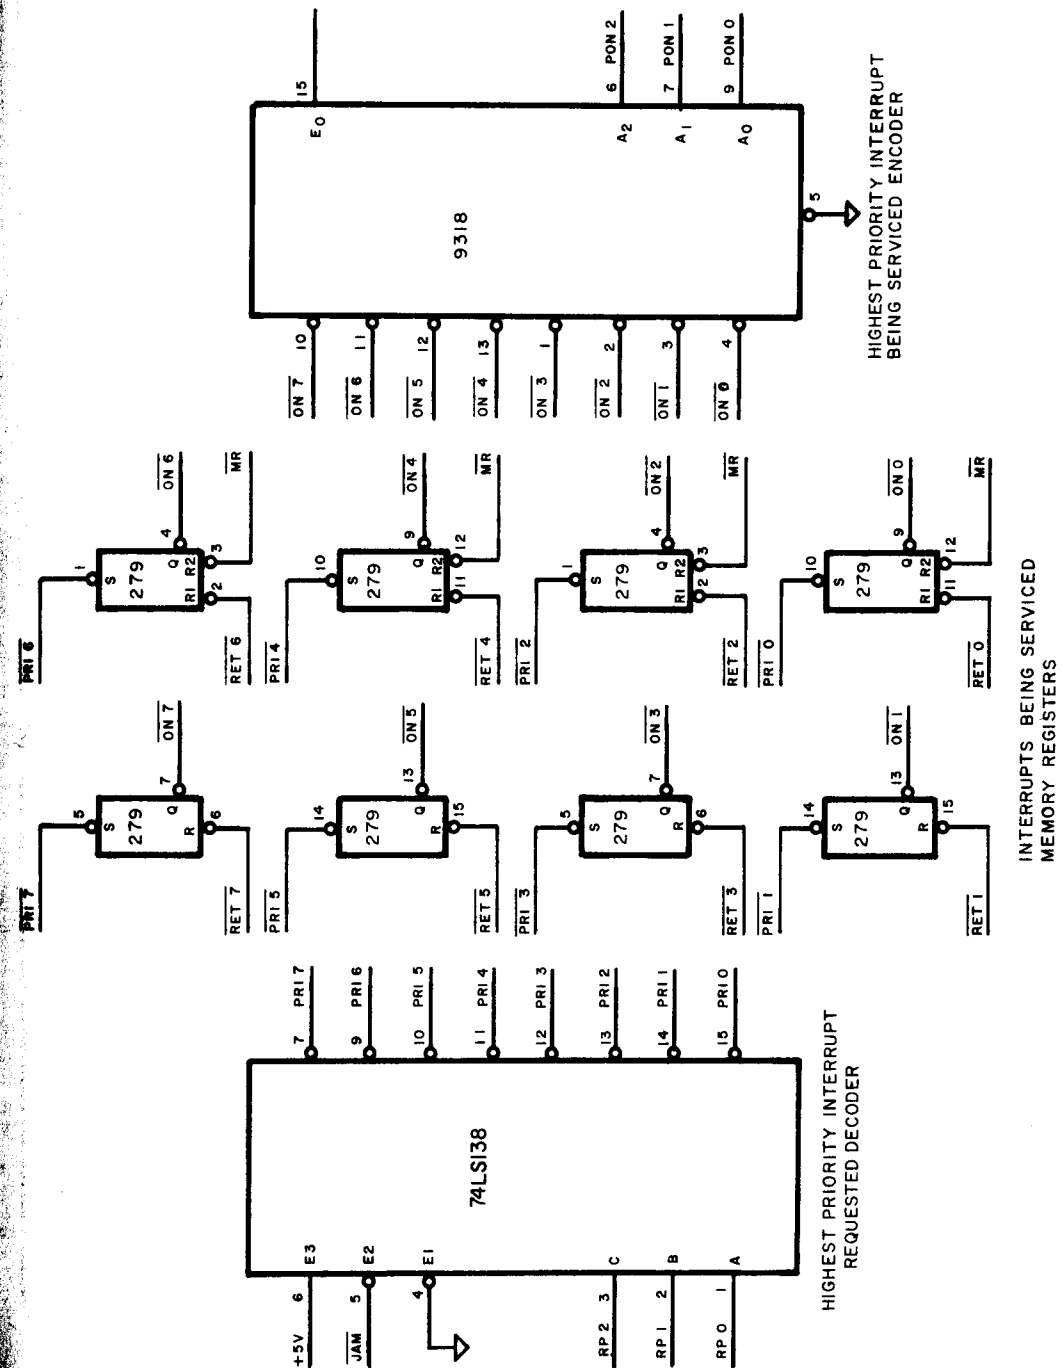 +5V 6 E3
JAM 5 E2
4 E1
RP 2 3 C
RP 1 2 B
RP 0 1 A
74LS138
7 PRI 7
9 PRI 6
10 PRI 5
11 PRI 4
12 PRI 3
13 PRI 2
14 PRI 1
15 PRI 0
HIGHEST PRIORITY INTERRUPT
REQUESTED DECODER
PRI 7 5 S 279 Q 7 ON 7
RET 7 6 R
PRI 5 14 S 279 Q 13 ON 5
RET 5 15 R
PRI 3 5 S 279 Q 7 ON 3
RET 3 6 R
PRI 1 14 S 279 Q 13 ON 1
RET 1 15 R
PRI 6 1 S 279 Q 4 ON 6
RET 6 2 R1 R2 3 MR
PRI 4 10 S 279 Q 9 ON 4
RET 4 11 R1 R2 12 MR
PRI 2 1 S 279 Q 4 ON 2
RET 2 2 R1 R2 3 MR
PRI 0 10 S 279 Q 9 ON 0
RET 0 11 R1 R2 12 MR
INTERRUPTS BEING SERVICED
MEMORY REGISTERS
ON 7 10
ON 6 11
ON 5 12
ON 4 13
ON 3 1
ON 2 2
ON 1 3
ON 0 4
9318
E0 15
A2 6 PON 2
A1 7 PON 1
A0 9 PON 0
5
HIGHEST PRIORITY INTERRUPT
BEING SERVICED ENCODER